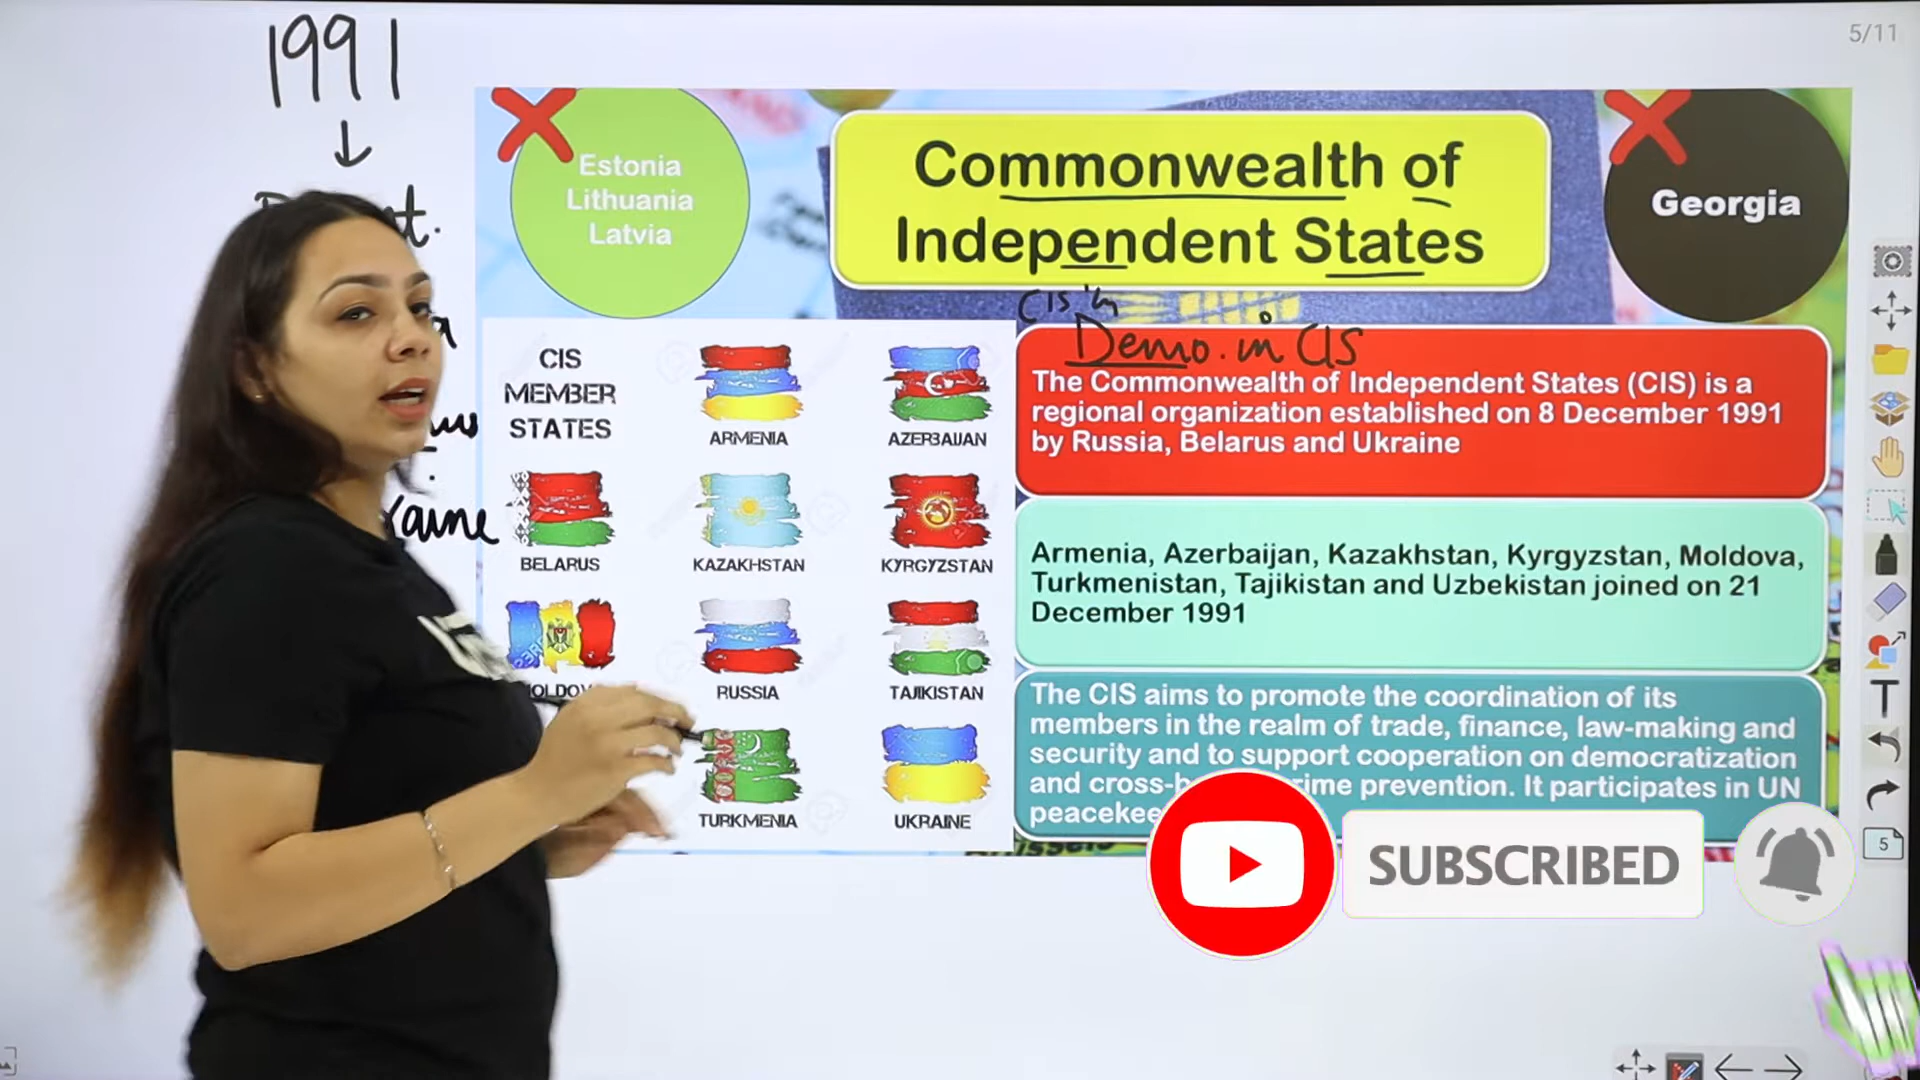 1991
5/11
Estonia
Lithuania
Latvia
Commonwealth of
Independent States
Georgia
CIS
Demo. in CIS
CIS
MEMBER
STATES
ARMENIA
AZERBAIJAN
BELARUS
KAZAKHSTAN
KYRGYZSTAN
RUSSIA
TAJIKISTAN
TURKMENIA
UKRAINE
The Commonwealth of Independent States (CIS) is a
regional organization established on 8 December 1991
by Russia, Belarus and Ukraine
Armenia, Azerbaijan, Kazakhstan, Kyrgyzstan, Moldova,
Turkmenistan, Tajikistan and Uzbekistan joined on 21
December 1991
The CIS aims to promote the coordination of its
members in the realm of trade, finance, law-making and
security and to support cooperation on democratization
and prevention. It participates in UN
SUBSCRIBED
T
5